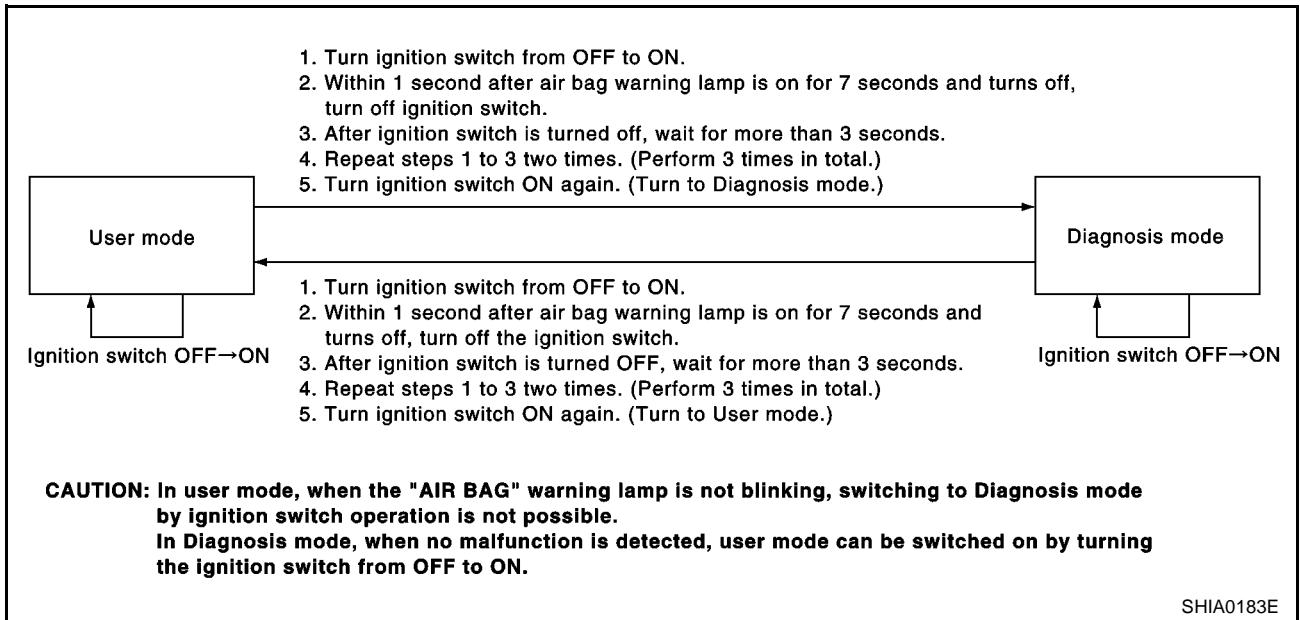 1. Turn ignition switch from OFF to ON.
2. Within 1 second after air bag warning lamp is on for 7 seconds and turns off,
turn off ignition switch.
3. After ignition switch is turned off, wait for more than 3 seconds.
4. Repeat steps 1 to 3 two times. (Perform 3 times in total.)
5. Turn ignition switch ON again. (Turn to Diagnosis mode.)
User mode
Diagnosis mode
1. Turn ignition switch from OFF to ON.
2. Within 1 second after air bag warning lamp is on for 7 seconds and
turns off, turn off the ignition switch.
3. After ignition switch is turned OFF, wait for more than 3 seconds.
4. Repeat steps 1 to 3 two times. (Perform 3 times in total.)
5. Turn ignition switch ON again. (Turn to User mode.)
Ignition switch OFF→ON
Ignition switch OFF→ON
CAUTION: In user mode, when the "AIR BAG" warning lamp is not blinking, switching to Diagnosis mode
by ignition switch operation is not possible.
In Diagnosis mode, when no malfunction is detected, user mode can be switched on by turning
the ignition switch from OFF to ON.
SHIA0183E